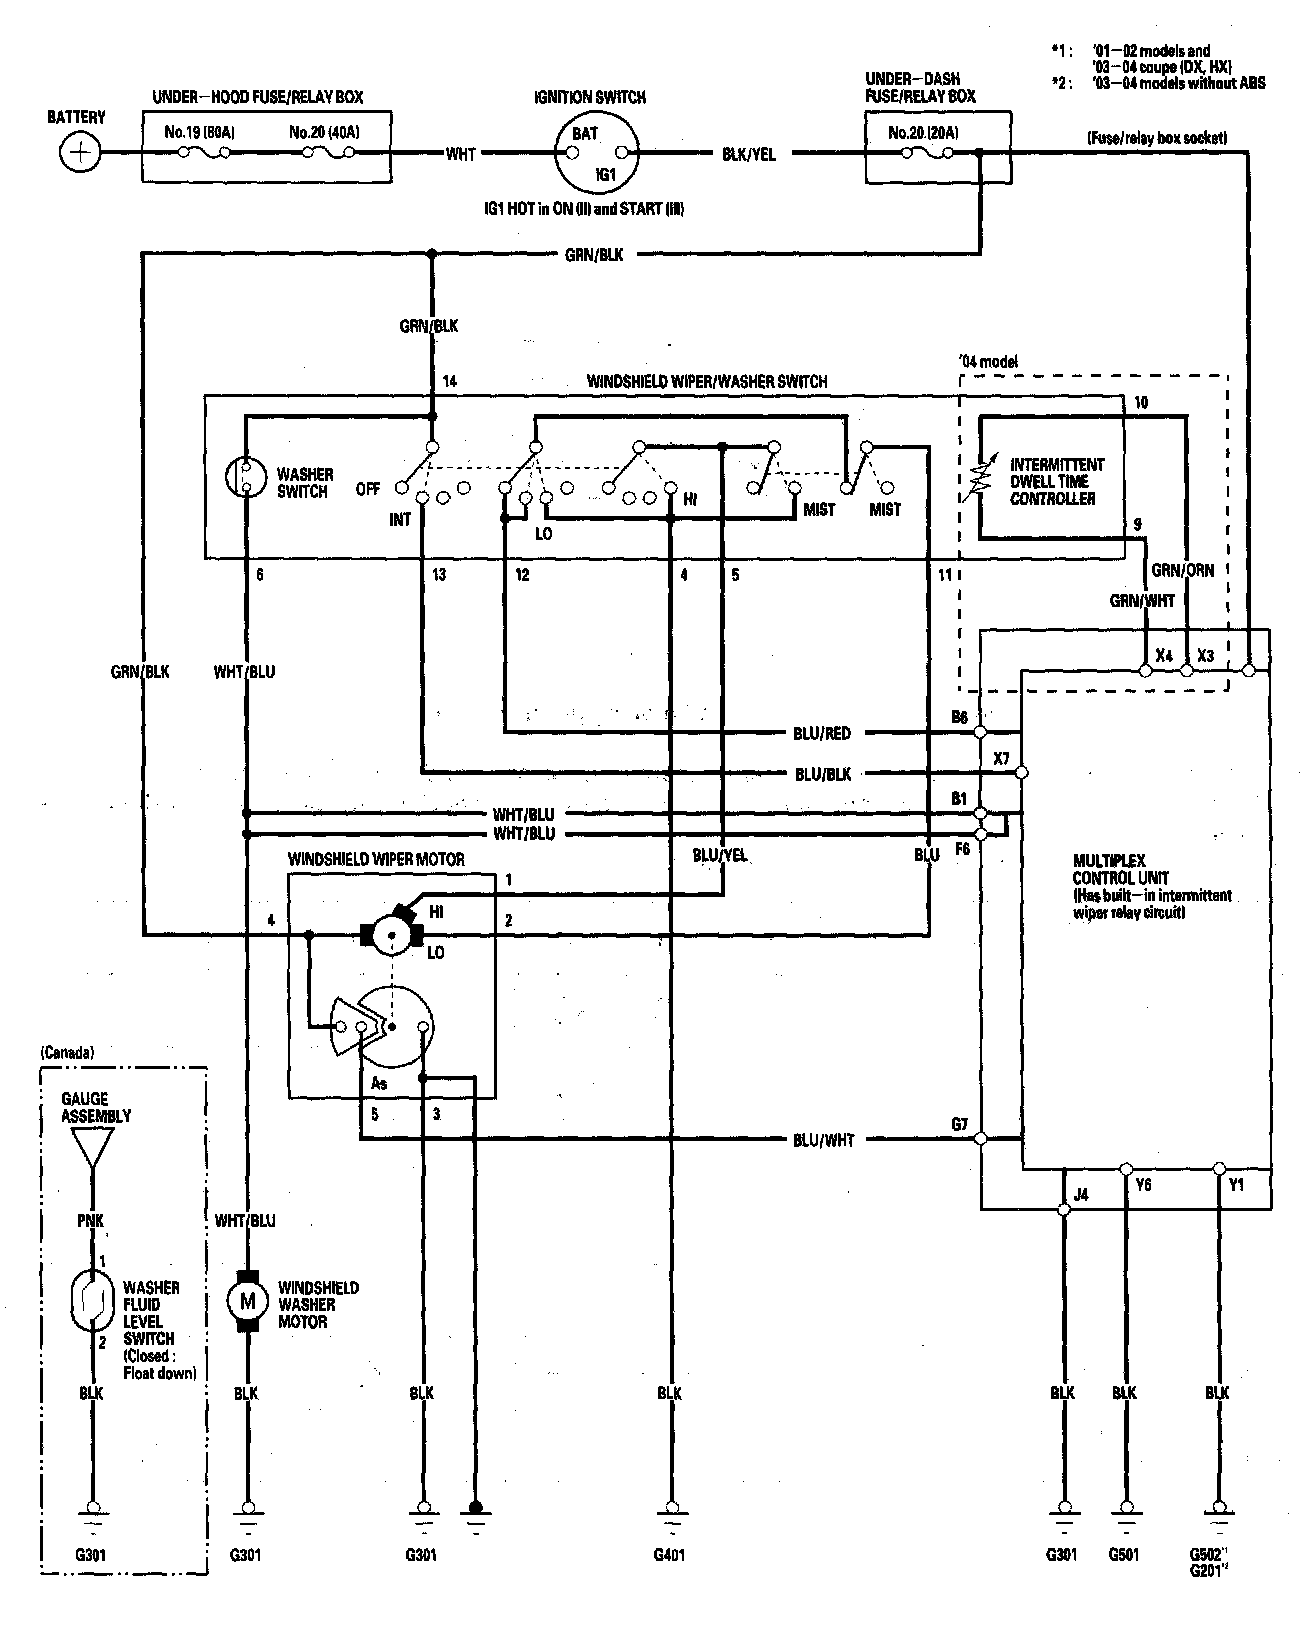 *1 : '01–02 models and
'03–04 coupe (DX, HX)
*2 : '03–04 models without ABS
UNDER–HOOD FUSE/RELAY BOX
IGNITION SWITCH
UNDER–DASH
FUSE/RELAY BOX
BATTERY
No.19 (80A)
No.20 (40A)
BAT
No.20 (20A)
(Fuse/relay box socket)
WHT
BLK/YEL
IG1
IG1 HOT in ON (II) and START (III)
GRN/BLK
GRN/BLK
'04 model
14
WINDSHIELD WIPER/WASHER SWITCH
10
WASHER
SWITCH
OFF
INT
LO
HI
MIST
MIST
INTERMITTENT
DWELL TIME
CONTROLLER
9
6
13
12
4
5
11
GRN/ORN
GRN/WHT
GRN/BLK
WHT/BLU
X4
X3
B6
BLU/RED
X7
BLU/BLK
B1
WHT/BLU
WHT/BLU
F6
BLU/YEL
BLU
WINDSHIELD WIPER MOTOR
MULTIPLEX
CONTROL UNIT
(Has built–in intermittent
wiper relay circuit)
1
HI
4
2
LO
(Canada)
As
GAUGE
ASSEMBLY
5
3
G7
BLU/WHT
J4
Y6
Y1
PNK
WHT/BLU
1
WASHER
FLUID
LEVEL
SWITCH
(Closed :
Float down)
2
M
WINDSHIELD
WASHER
MOTOR
BLK
BLK
BLK
BLK
BLK
BLK
BLK
G301
G301
G301
G401
G301
G501
G502*1
G201*2